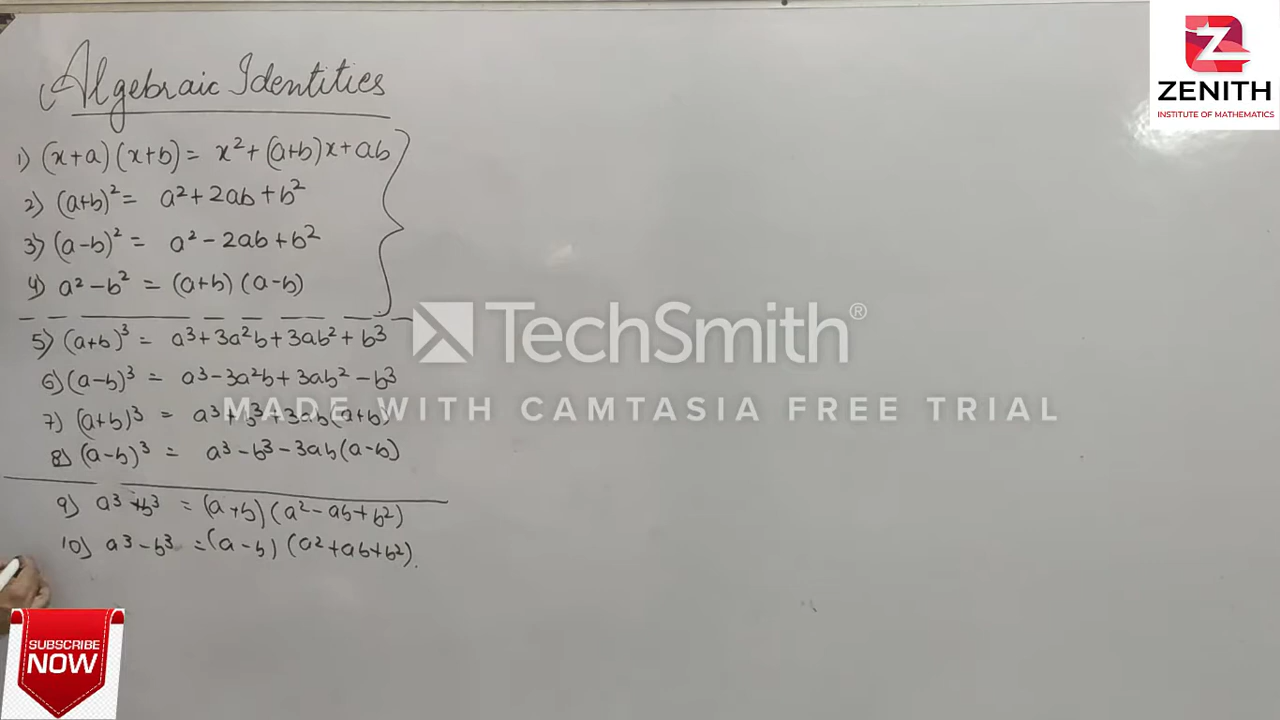 Algebraic Identities
1) (x+a)(x+b) = x²+(a+b)x+ab
2) (a+b)² = a²+2ab+b²
3) (a-b)² = a²-2ab+b²
4) a²-b² = (a+b)(a-b)
5) (a+b)³ = a³+3a²b+3ab²+b³
6) (a-b)³ = a³-3a²b+3ab²-b³
7) (a+b)³ = a³+b³+3ab(a+b)
8) (a-b)³ = a³-b³-3ab(a-b)
9) a³+b³ = (a+b)(a²-ab+b²)
10) a³-b³ = (a-b)(a²+ab+b²).
Z
ZENITH
INSTITUTE OF MATHEMATICS
TechSmith®
MADE WITH CAMTASIA FREE TRIAL
SUBSCRIBE
NOW